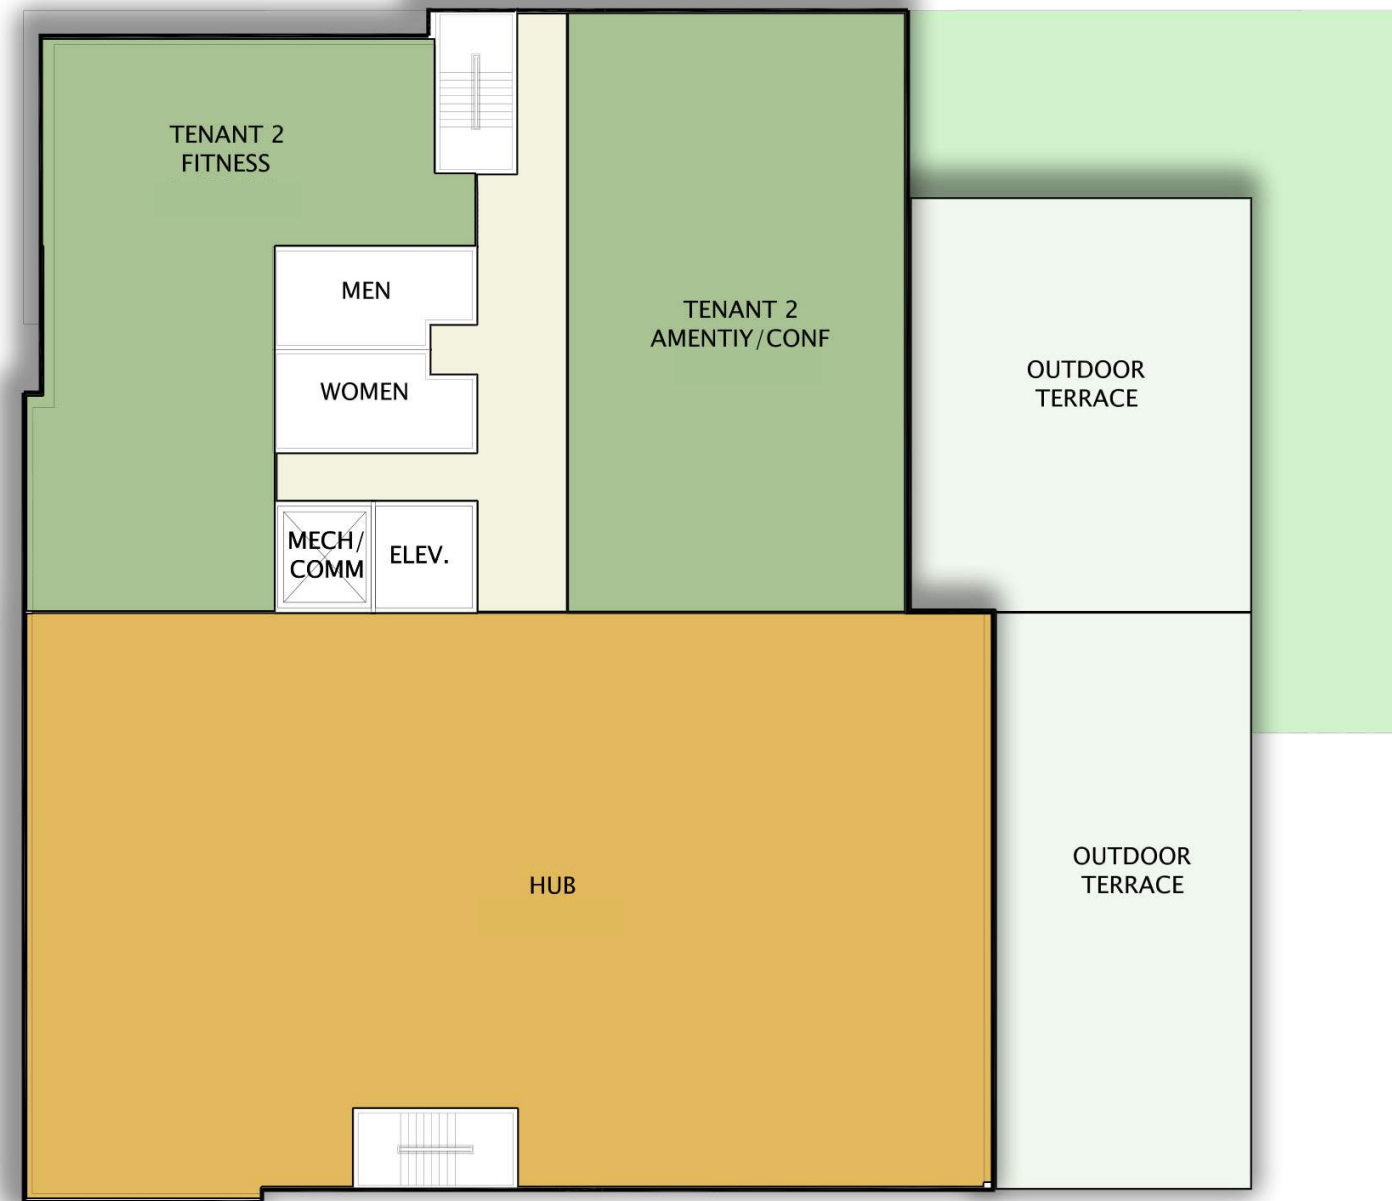 TENANT 2
FITNESS
MEN
WOMEN
TENANT 2
AMENTIY/CONF
OUTDOOR
TERRACE
MECH/
COMM
ELEV.
HUB
OUTDOOR
TERRACE